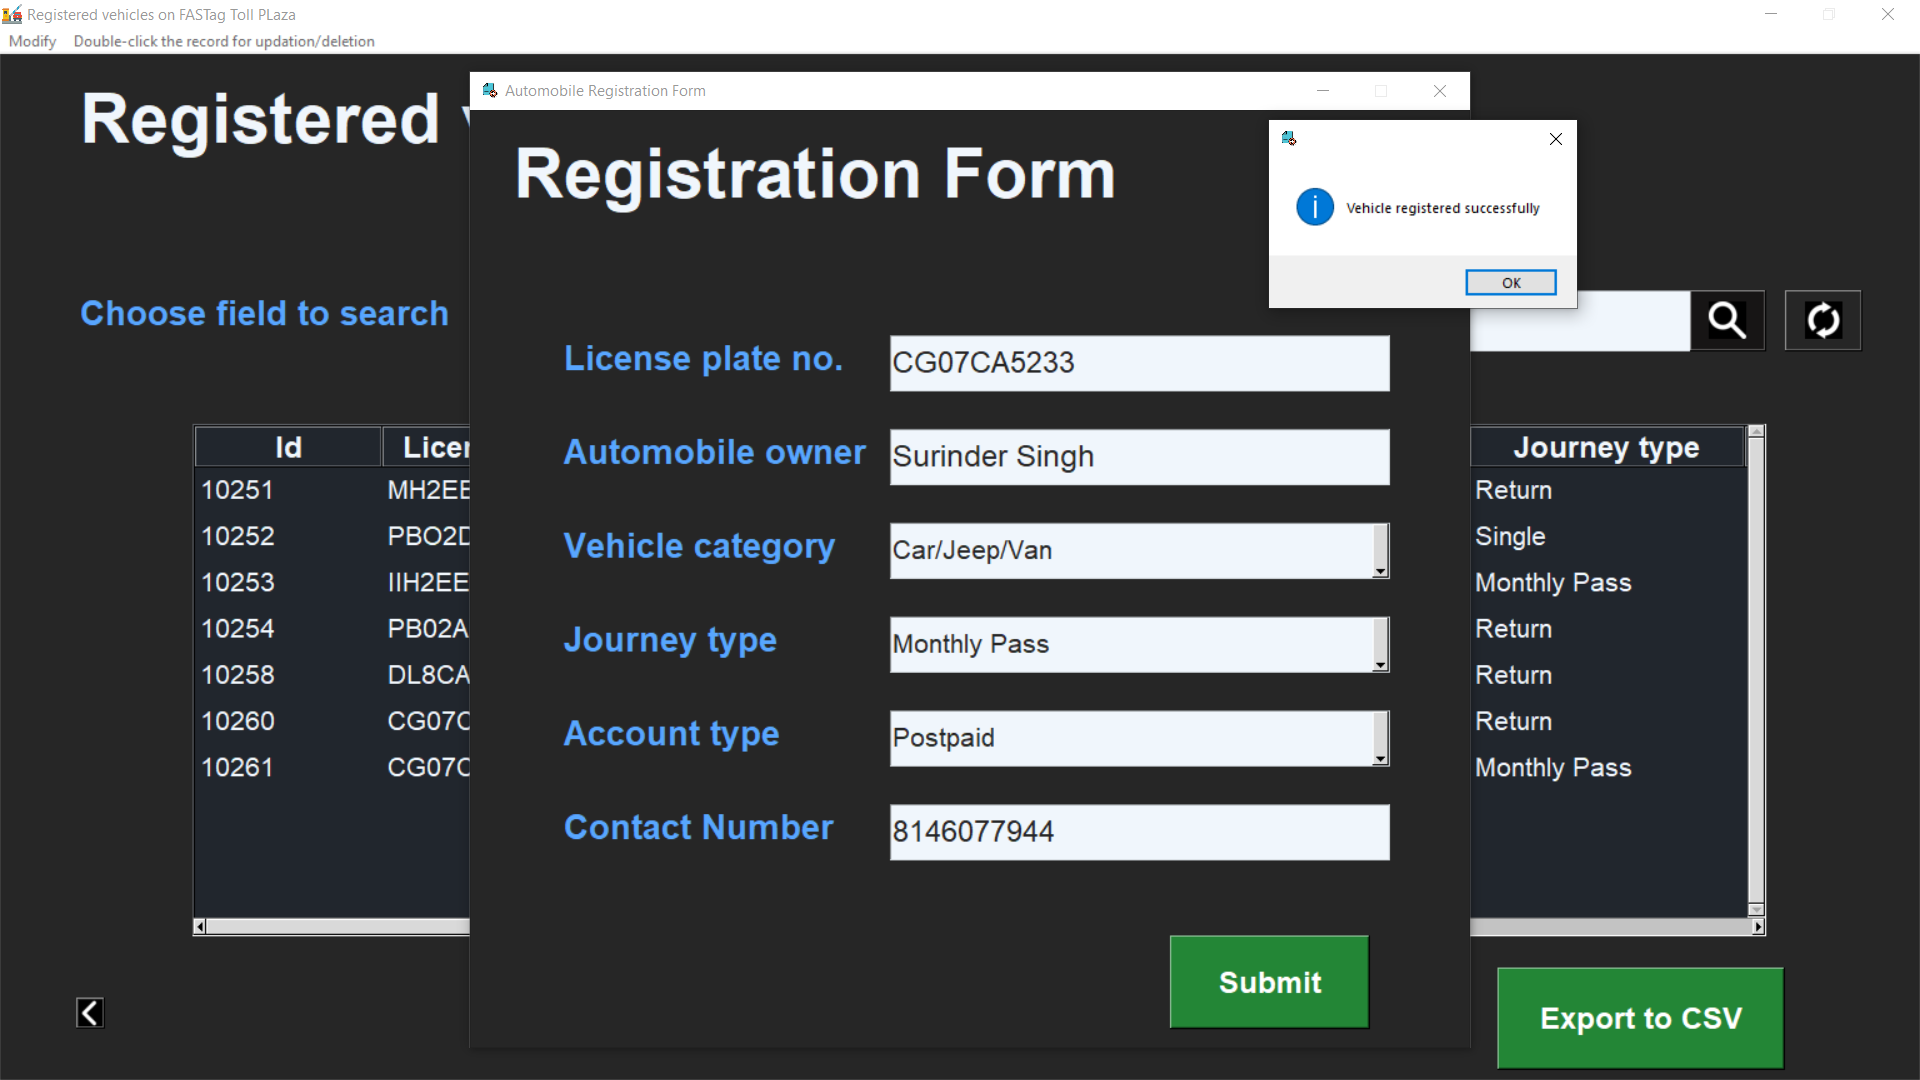 Registered vehicles on FASTag Toll PLaza
Modify Double-click the record for updation/deletion
Registered
Automobile Registration Form
Registration Form
Vehicle registered successfully
OK
Choose field to search
License plate no. CG07CA5233
Automobile owner Surinder Singh
Vehicle category Car/Jeep/Van
Journey type Monthly Pass
Account type Postpaid
Contact Number 8146077944
Submit
Id Licen Journey type
10251 MH2EE Return
10252 PBO2D Single
10253 IIH2EE Monthly Pass
10254 PB02A Return
10258 DL8CA Return
10260 CG07C Return
10261 CG07C Monthly Pass
Export to CSV